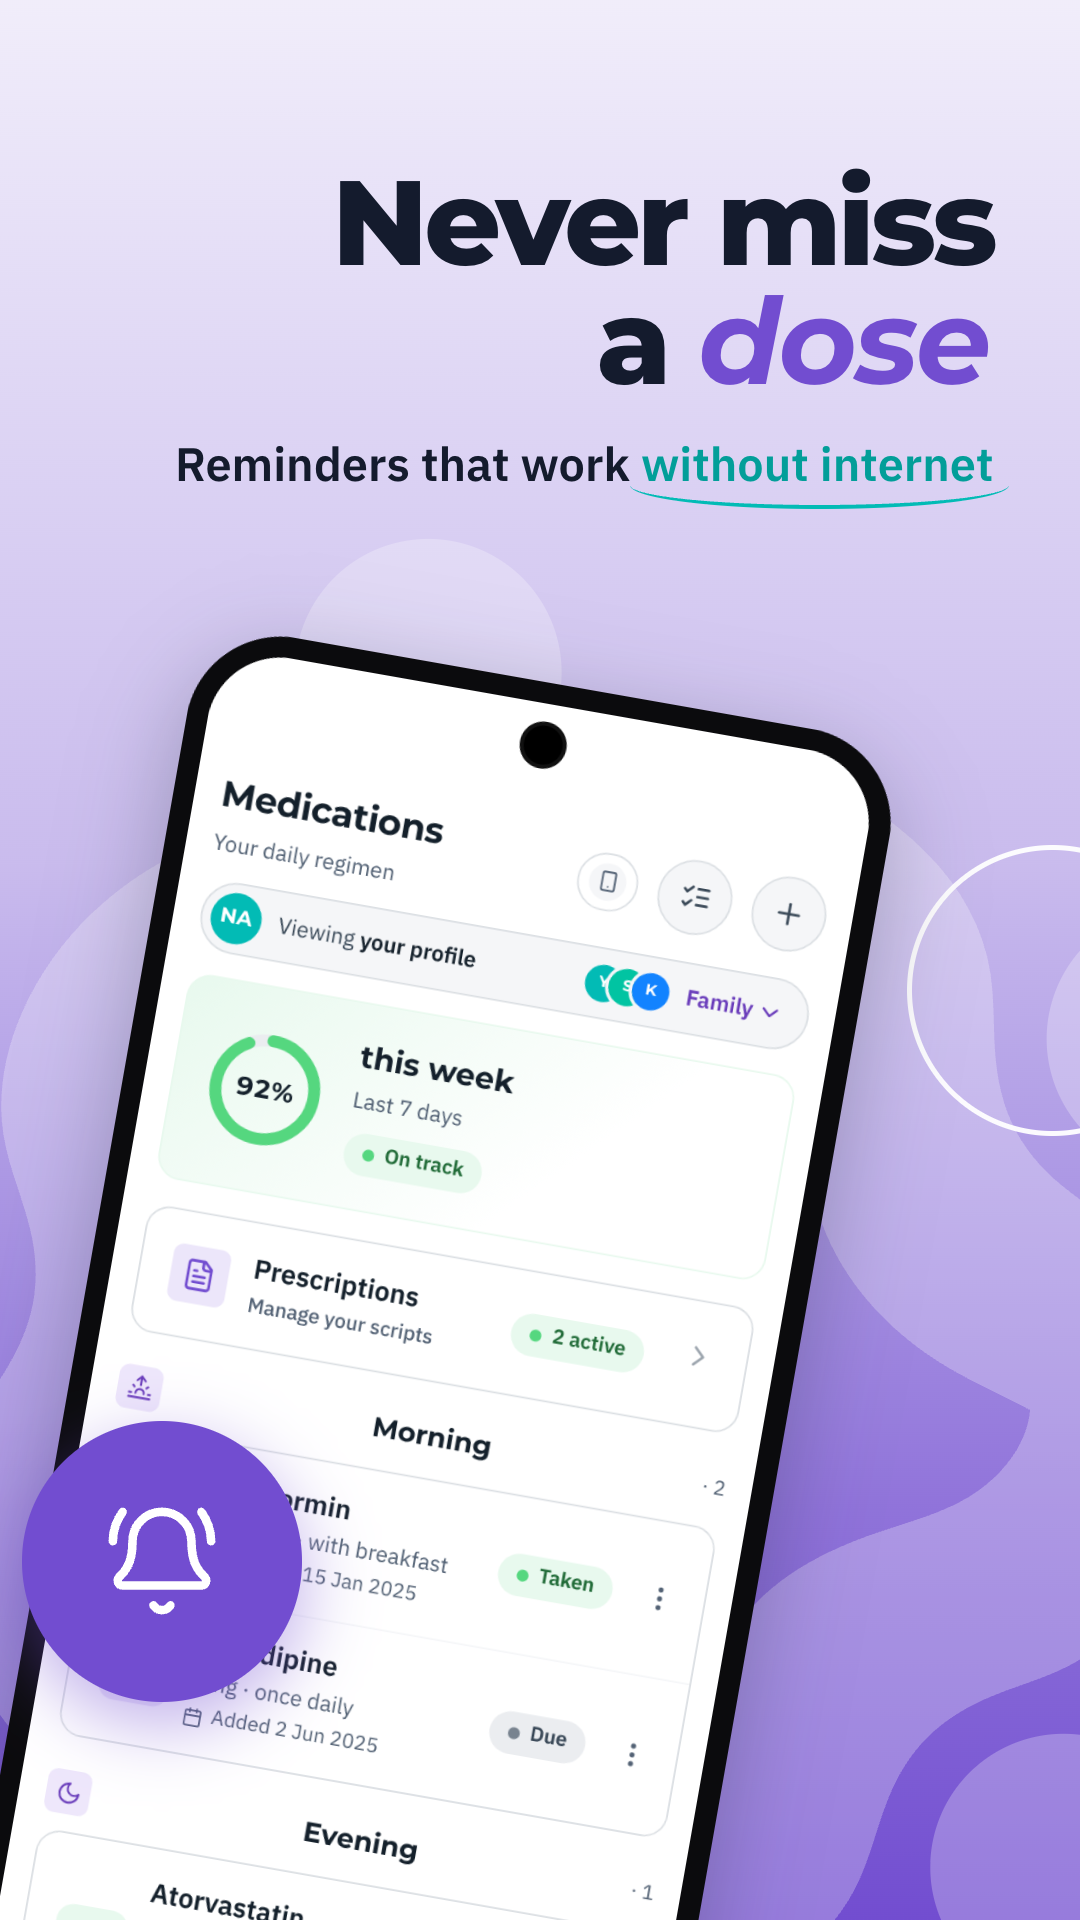 Never miss
a dose
Reminders that work without internet
Medications
Your daily regimen
NA
Viewing your profile
K
Family
92%
this week
Last 7 days
On track
Prescriptions
Manage your scripts
2 active
Morning
· 2
with breakfast
15 Jan 2025
Taken
· once daily
Added 2 Jun 2025
Due
Evening
· 1
Atorvastatin